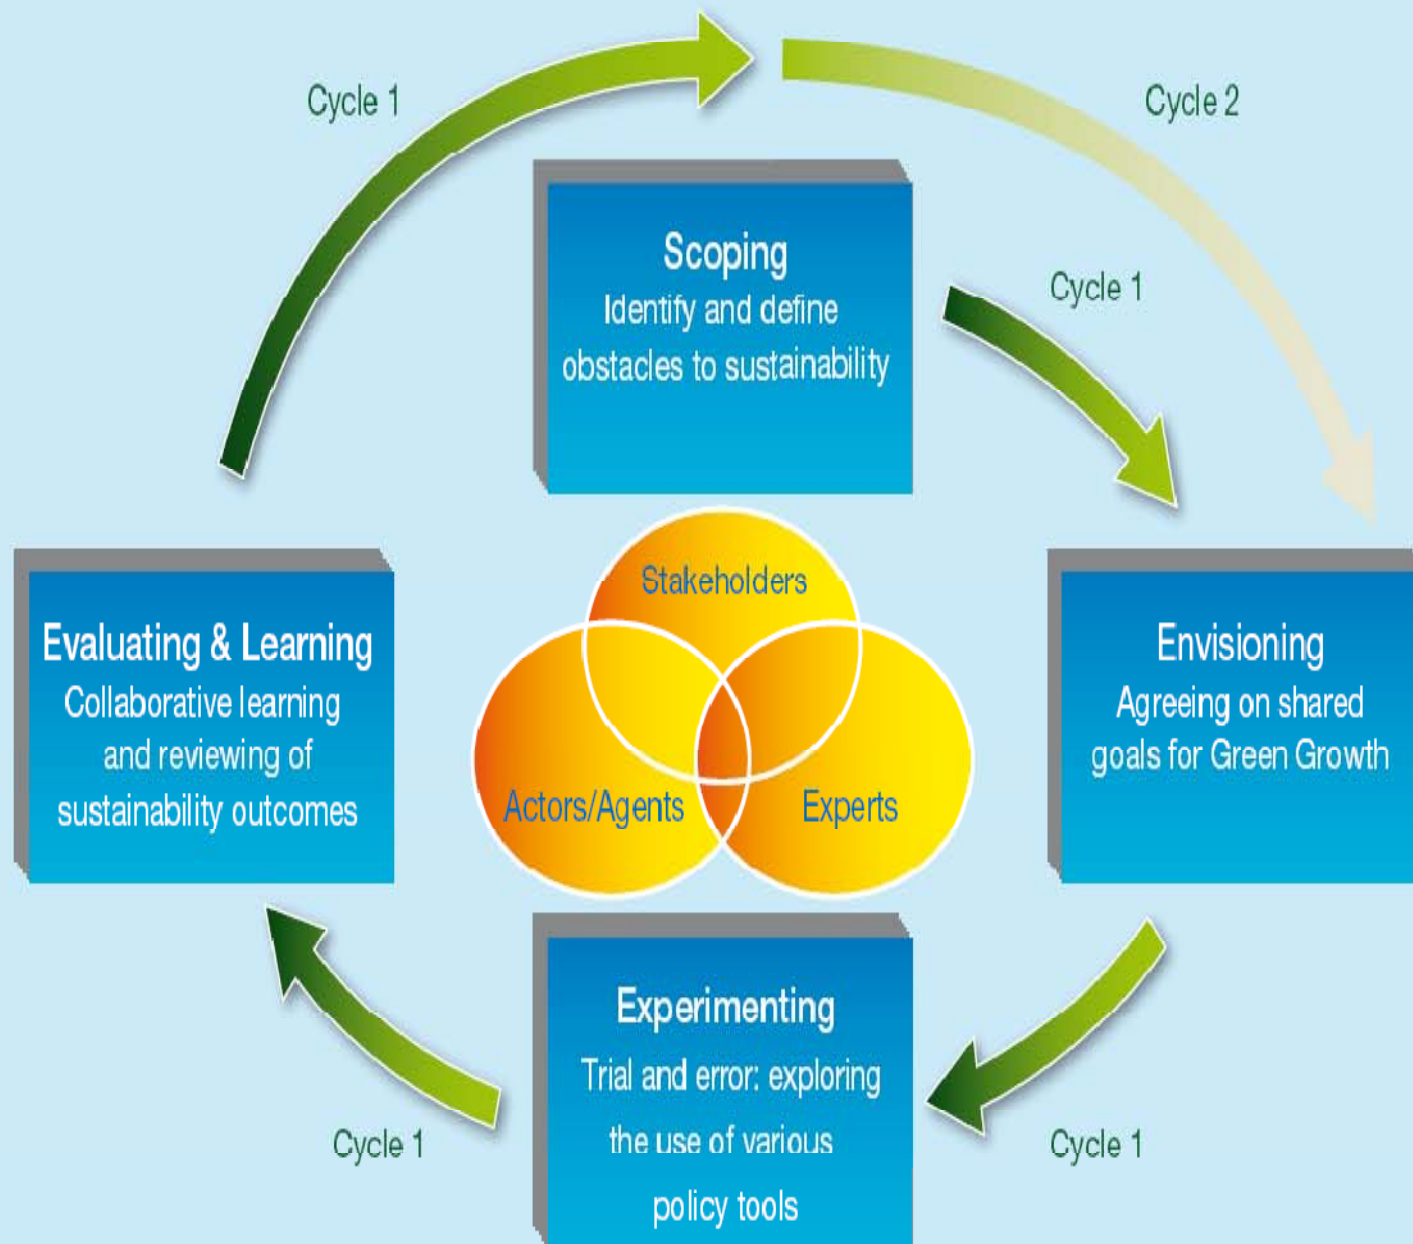 Cycle 1
Cycle 2
Scoping
Identify and define
obstacles to sustainability
Cycle 1
Stakeholders
Evaluating & Learning
Collaborative learning
and reviewing of
sustainability outcomes
Envisioning
Agreeing on shared
goals for Green Growth
Actors/Agents
Experts
Experimenting
Trial and error: exploring
the use of various
policy tools
Cycle 1
Cycle 1